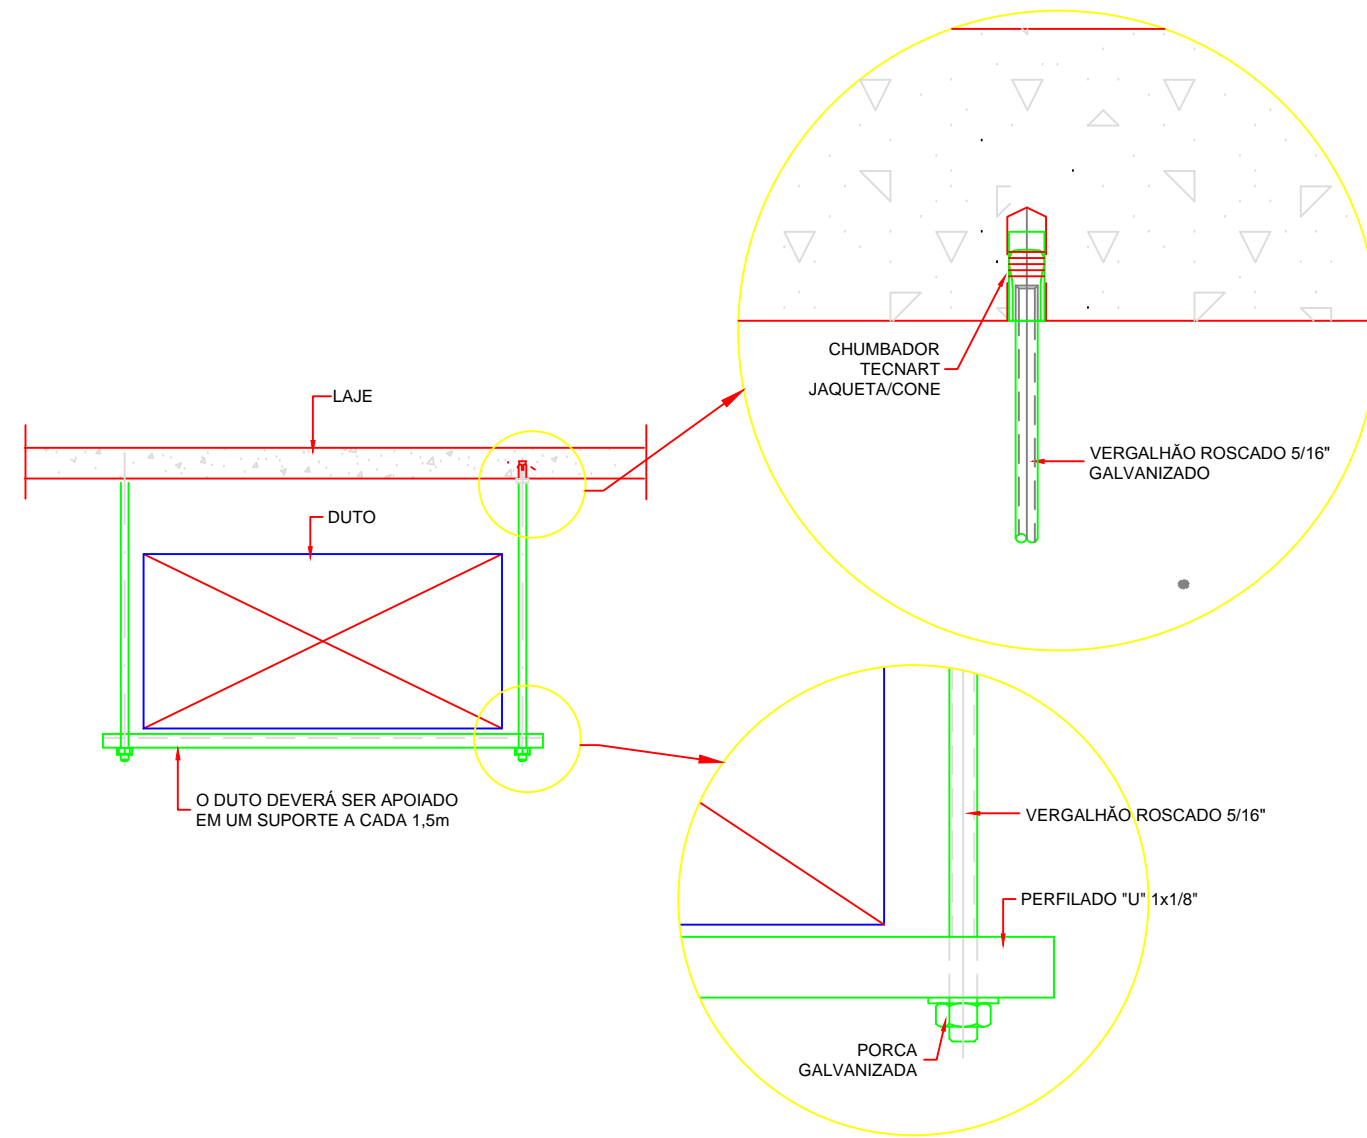 CHUMBADOR
TECNART
JAQUETA/CONE
LAJE
VERGALHÃO ROSCADO 5/16"
GALVANIZADO
DUTO
O DUTO DEVERÁ SER APOIADO
EM UM SUPORTE A CADA 1,5m
VERGALHÃO ROSCADO 5/16"
PERFILADO "U" 1x1/8"
PORCA
GALVANIZADA